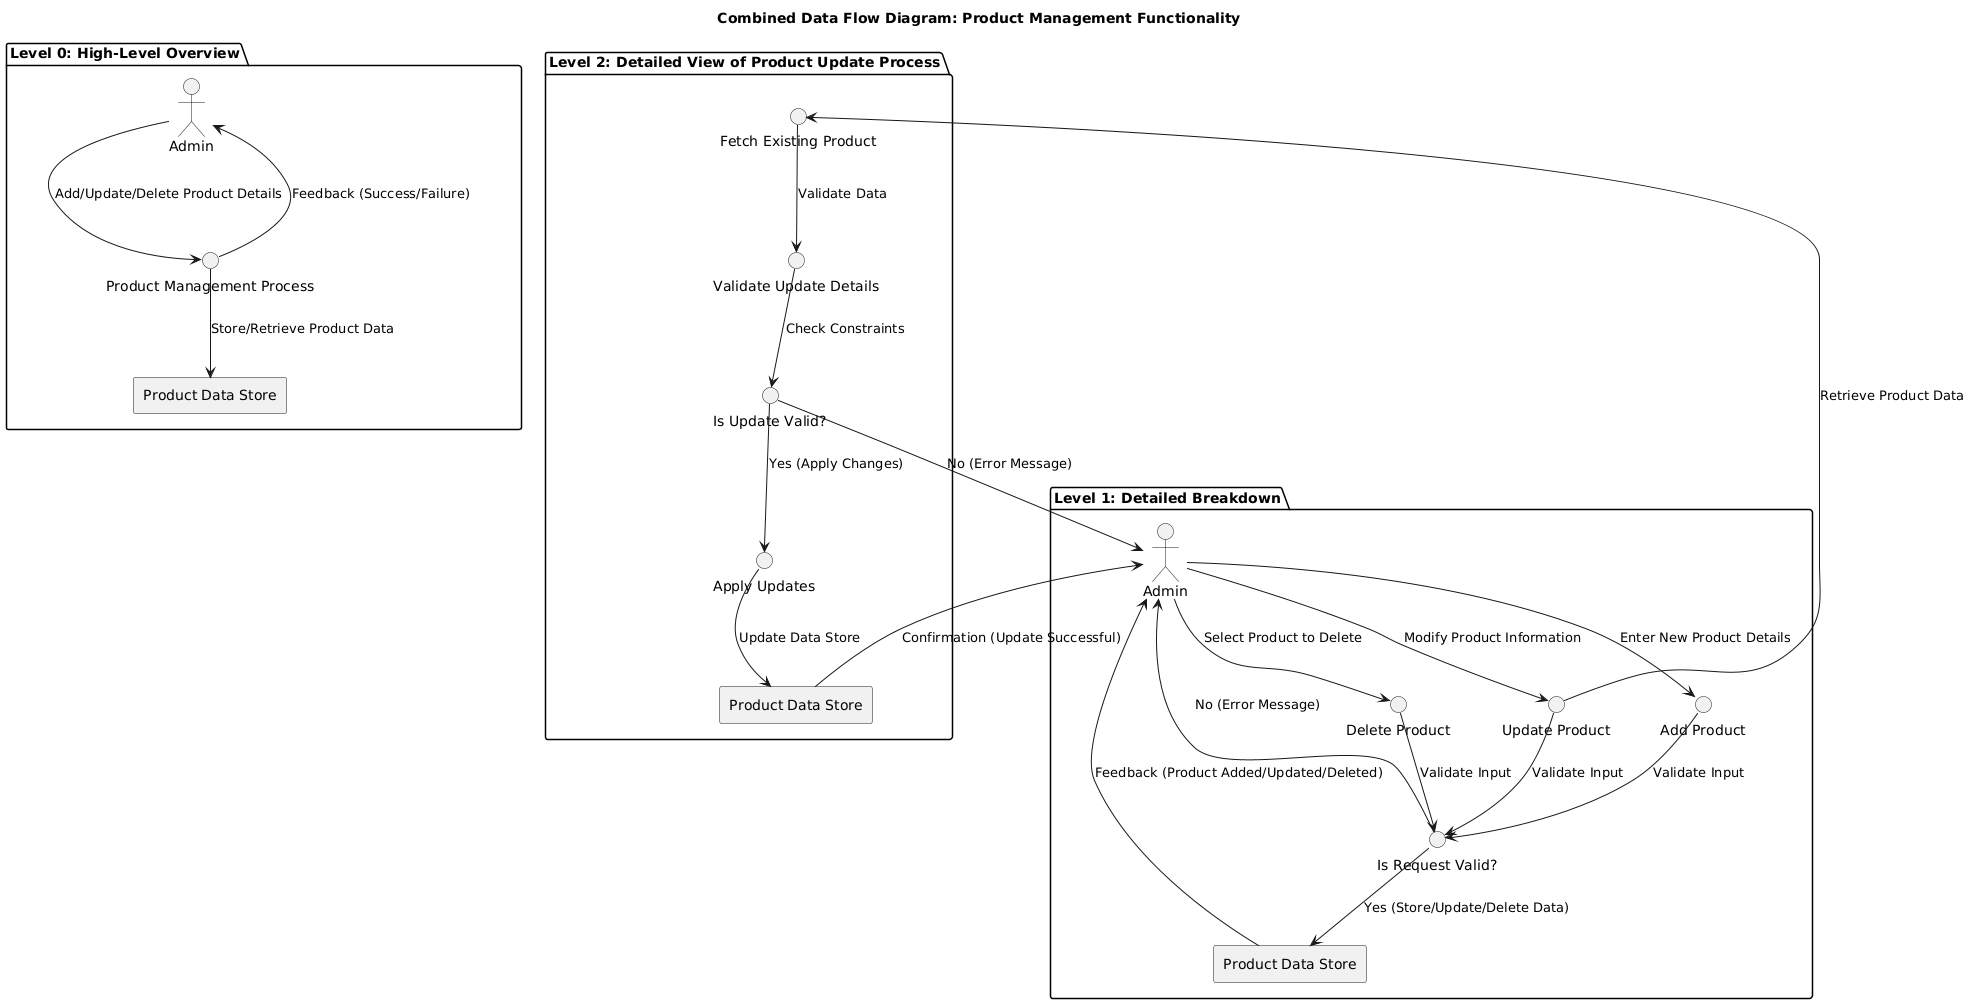 Combined Data Flow Diagram: Product Management Functionality
Level 0: High-Level Overview
Admin
Add/Update/Delete Product Details
Feedback (Success/Failure)
Product Management Process
Store/Retrieve Product Data
Product Data Store
Level 2: Detailed View of Product Update Process
Fetch Existing Product
Validate Data
Validate Update Details
Check Constraints
Is Update Valid?
Yes (Apply Changes)
No (Error Message)
Apply Updates
Update Data Store
Confirmation (Update Successful)
Product Data Store
Retrieve Product Data
Level 1: Detailed Breakdown
Admin
Select Product to Delete
Modify Product Information
Enter New Product Details
No (Error Message)
Delete Product
Update Product
Add Product
Feedback (Product Added/Updated/Deleted)
Validate Input
Validate Input
Validate Input
Is Request Valid?
Yes (Store/Update/Delete Data)
Product Data Store